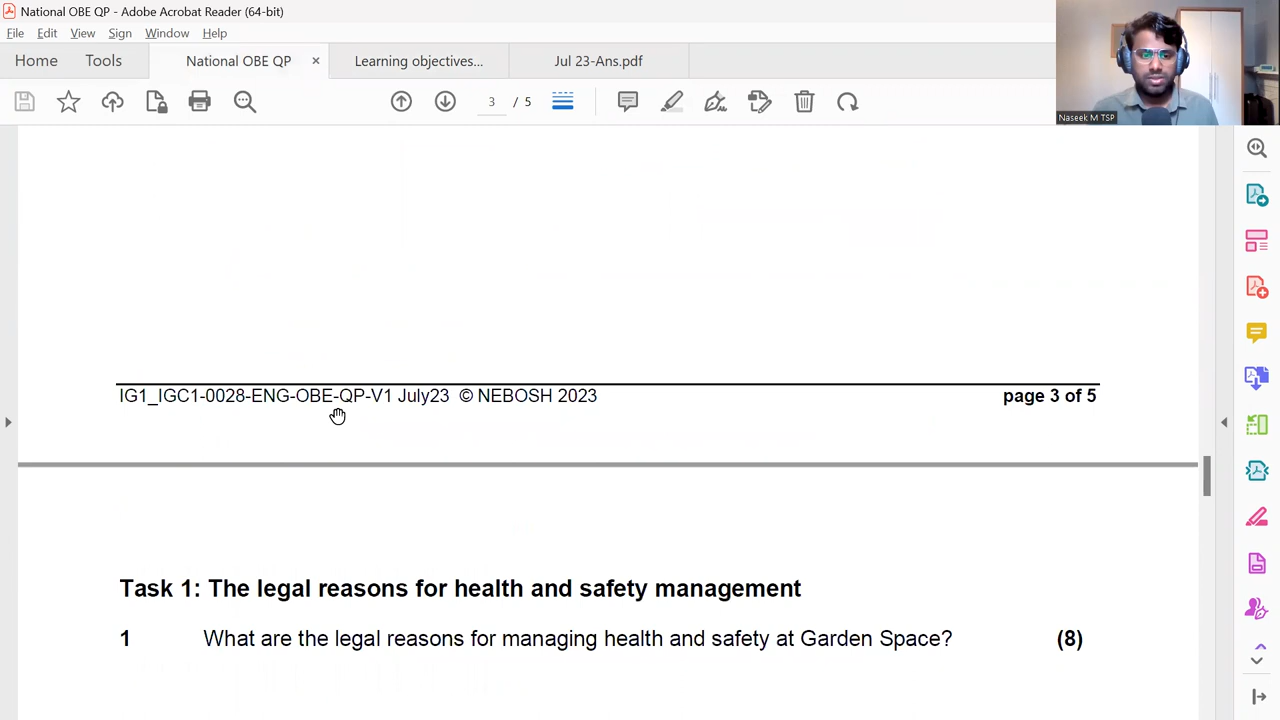 National OBE QP - Adobe Acrobat Reader (64-bit)
File Edit View Sign Window Help
Home Tools National OBE QP × Learning objectives... Jul 23-Ans.pdf
3 / 5
Naseek M TSP
IG1_IGC1-0028-ENG-OBE-QP-V1 July23 © NEBOSH 2023 page 3 of 5
Task 1: The legal reasons for health and safety management
1 What are the legal reasons for managing health and safety at Garden Space? (8)